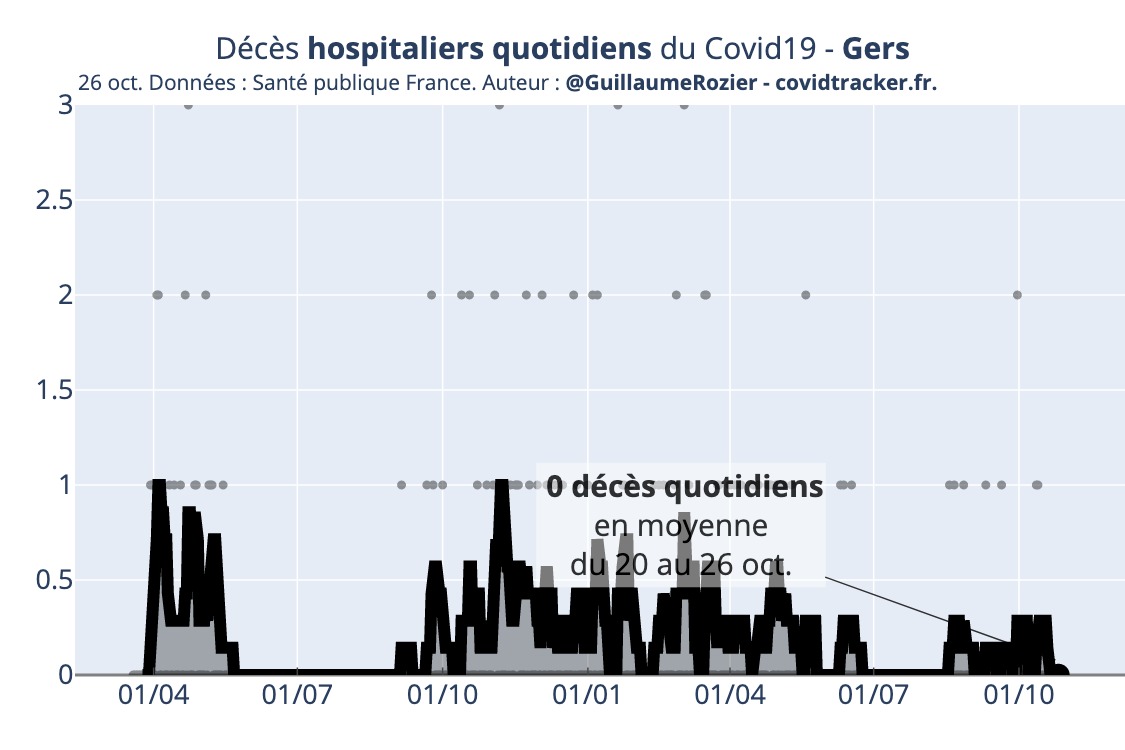 Décès hospitaliers quotidiens du Covid19 - Gers
26 oct. Données : Santé publique France. Auteur : @GuillaumeRozier - covidtracker.fr.
3
2.5
2
1.5
1
0.5
0
0 décès quotidiens
en moyenne
du 20 au 26 oct.
01/04 01/07 01/10 01/01 01/04 01/07 01/10